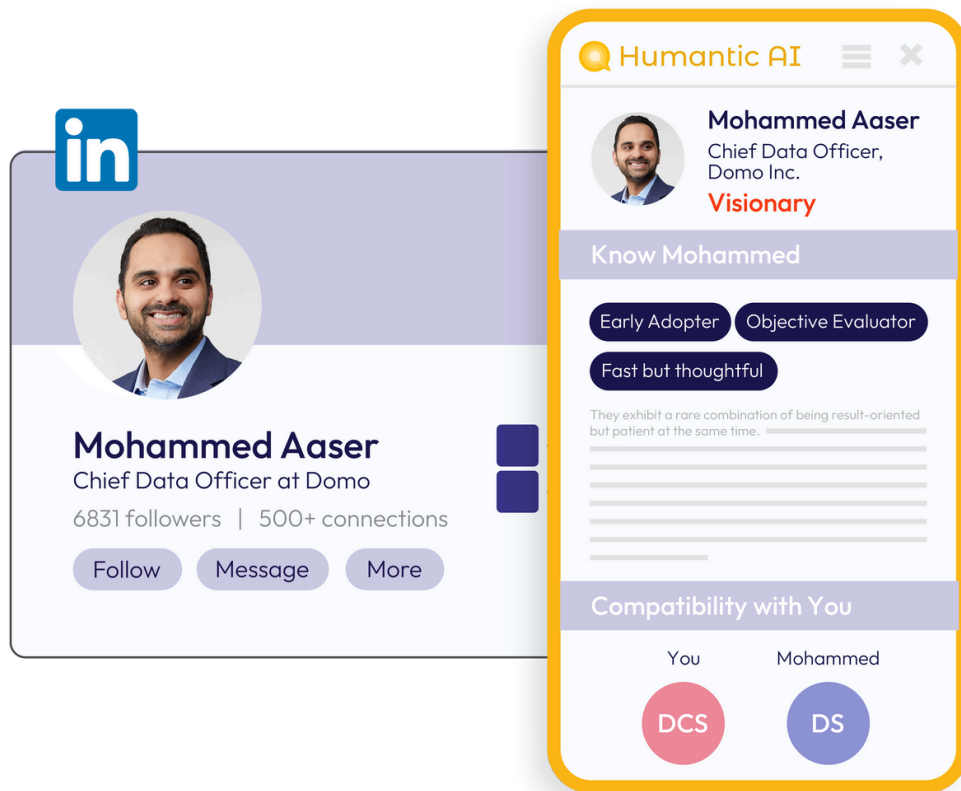 in
Mohammed Aaser
Chief Data Officer at Domo
6831 followers | 500+ connections
Follow Message More
Humantic AI
Mohammed Aaser
Chief Data Officer,
Domo Inc.
Visionary
Know Mohammed
Early Adopter Objective Evaluator
Fast but thoughtful
They exhibit a rare combination of being result-oriented
but patient at the same time.
Compatibility with You
You Mohammed
DCS DS